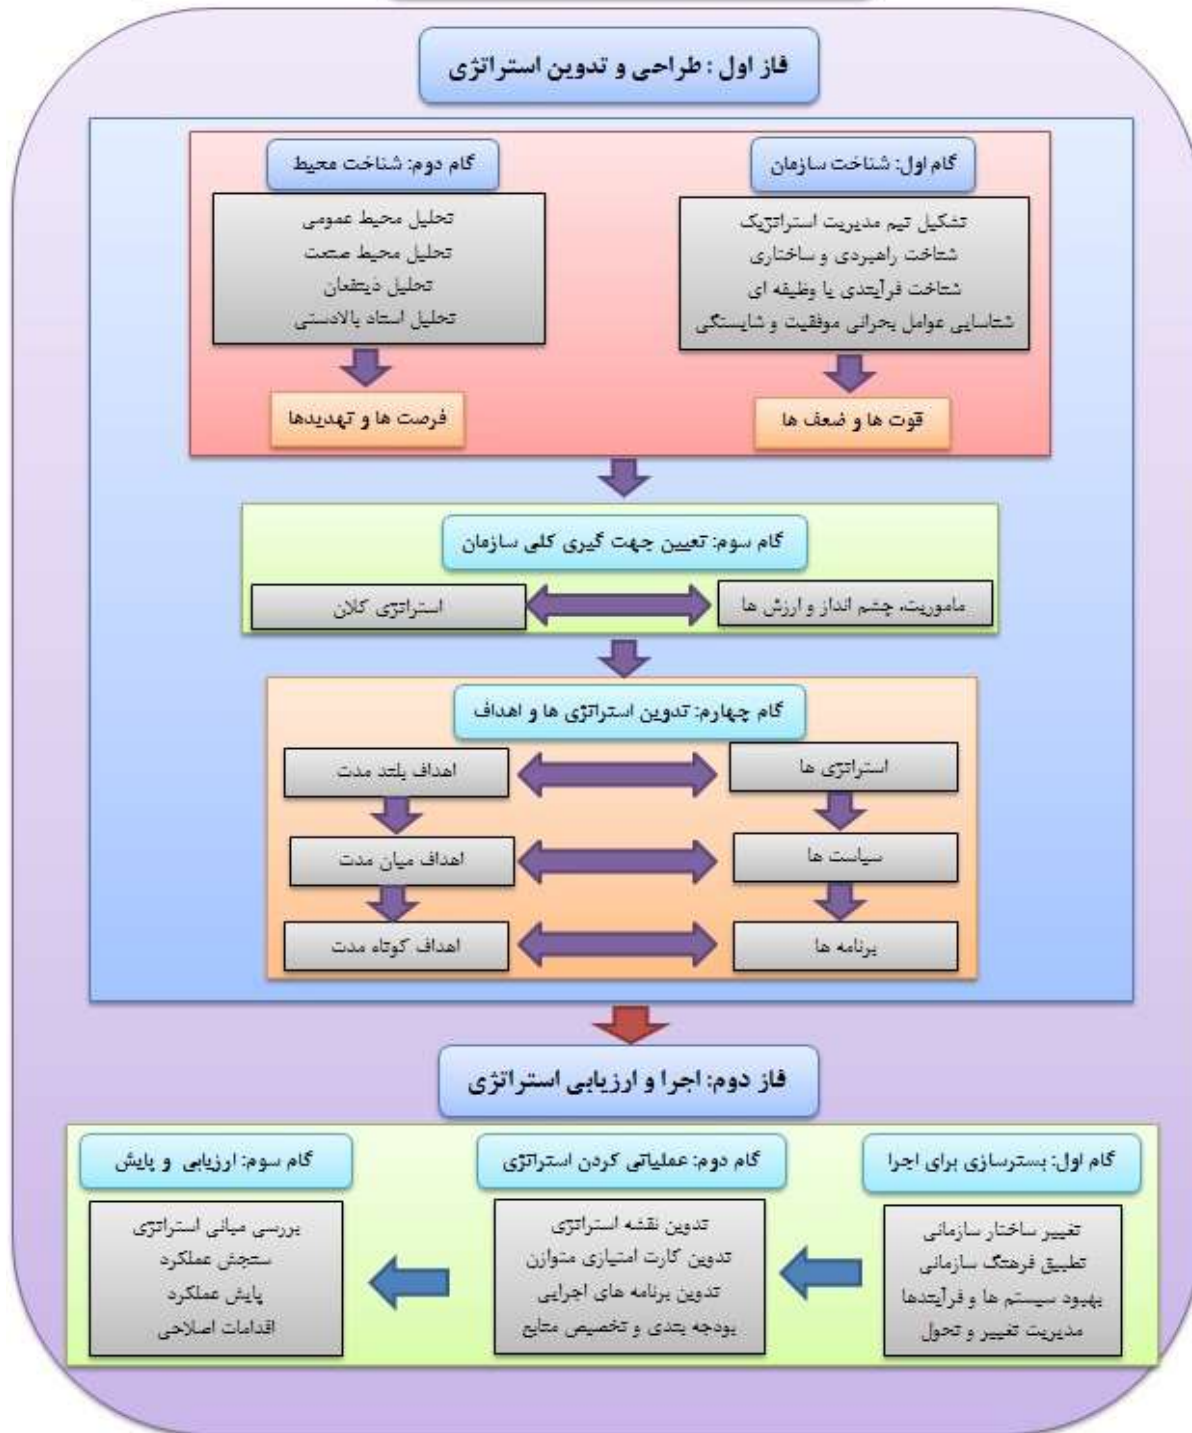 فاز اول : طراحی و تدوین استراتژی
گام اول: شناخت سازمان
تشکیل تیم مدیریت استراتژیک
شناخت راهبردی و ساختاری
شناخت فرآیندی یا وظیفه ای
شناسایی عوامل بحرانی موفقیت و شایستگی
قوت ها و ضعف ها
گام دوم: شناخت محیط
تحلیل محیط عمومی
تحلیل محیط صنعت
تحلیل ذینفعان
تحلیل اسناد بالادستی
فرصت ها و تهدیدها
گام سوم: تعیین جهت گیری کلی سازمان
ماموریت، چشم انداز و ارزش ها
استراتژی کلان
گام چهارم: تدوین استراتژی ها و اهداف
استراتژی ها
اهداف بلند مدت
سیاست ها
اهداف میان مدت
برنامه ها
اهداف کوتاه مدت
فاز دوم: اجرا و ارزیابی استراتژی
گام اول: بسترسازی برای اجرا
تغییر ساختار سازمانی
تطبیق فرهنگ سازمانی
بهبود سیستم ها و فرآیندها
مدیریت تغییر و تحول
گام دوم: عملیاتی کردن استراتژی
تدوین نقشه استراتژی
تدوین کارت امتیازی متوازن
تدوین برنامه های اجرایی
بودجه بندی و تخصیص منابع
گام سوم: ارزیابی و پایش
بررسی مبانی استراتژی
سنجش عملکرد
پایش عملکرد
اقدامات اصلاحی